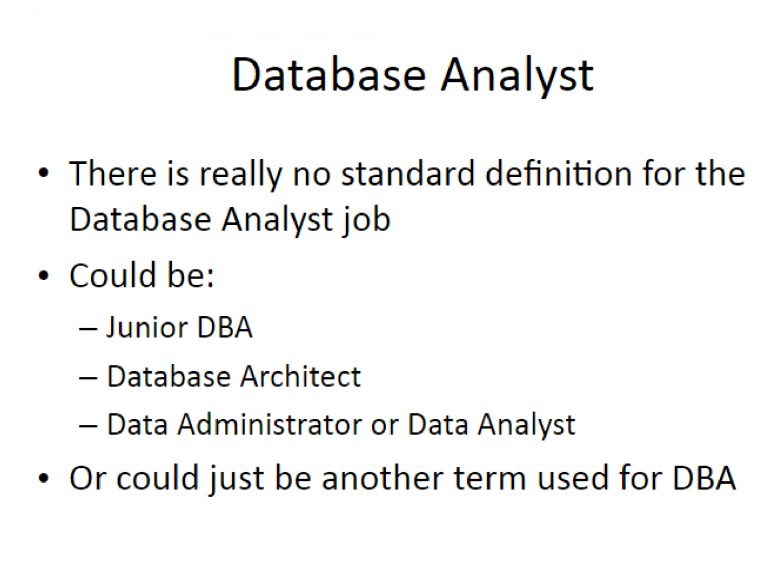 Database Analyst
• There is really no standard definition for the
Database Analyst job
• Could be:
– Junior DBA
– Database Architect
– Data Administrator or Data Analyst
• Or could just be another term used for DBA